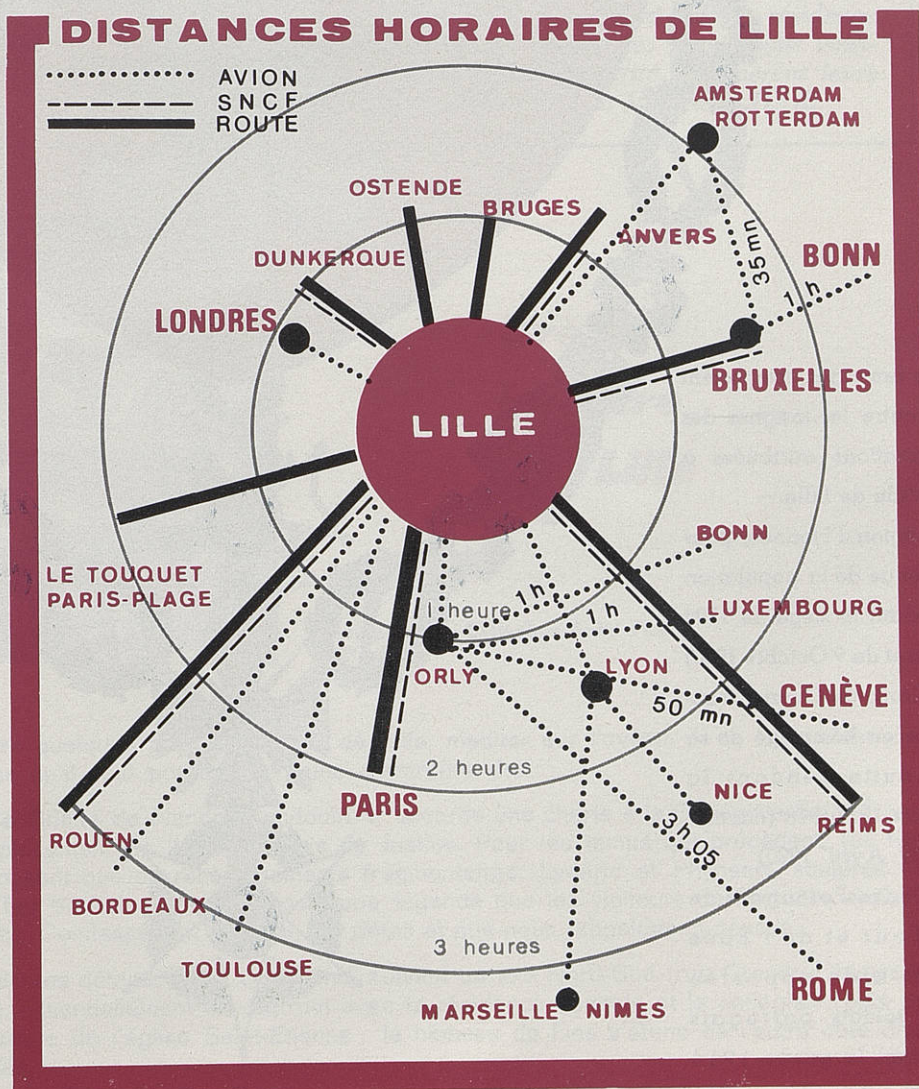 DISTANCES HORAIRES DE LILLE
AVION
SNCF
ROUTE
AMSTERDAM
ROTTERDAM
OSTENDE
BRUGES
ANVERS
DUNKERQUE
35 mn
BONN
1 h
LONDRES
BRUXELLES
LILLE
BONN
LE TOUQUET
PARIS-PLAGE
1 heure
1h
1 h
LUXEMBOURG
ORLY
LYON
GENÈVE
50 mn
2 heures
PARIS
NICE
3h.05
REIMS
ROUEN
BORDEAUX
3 heures
TOULOUSE
ROME
MARSEILLE NIMES